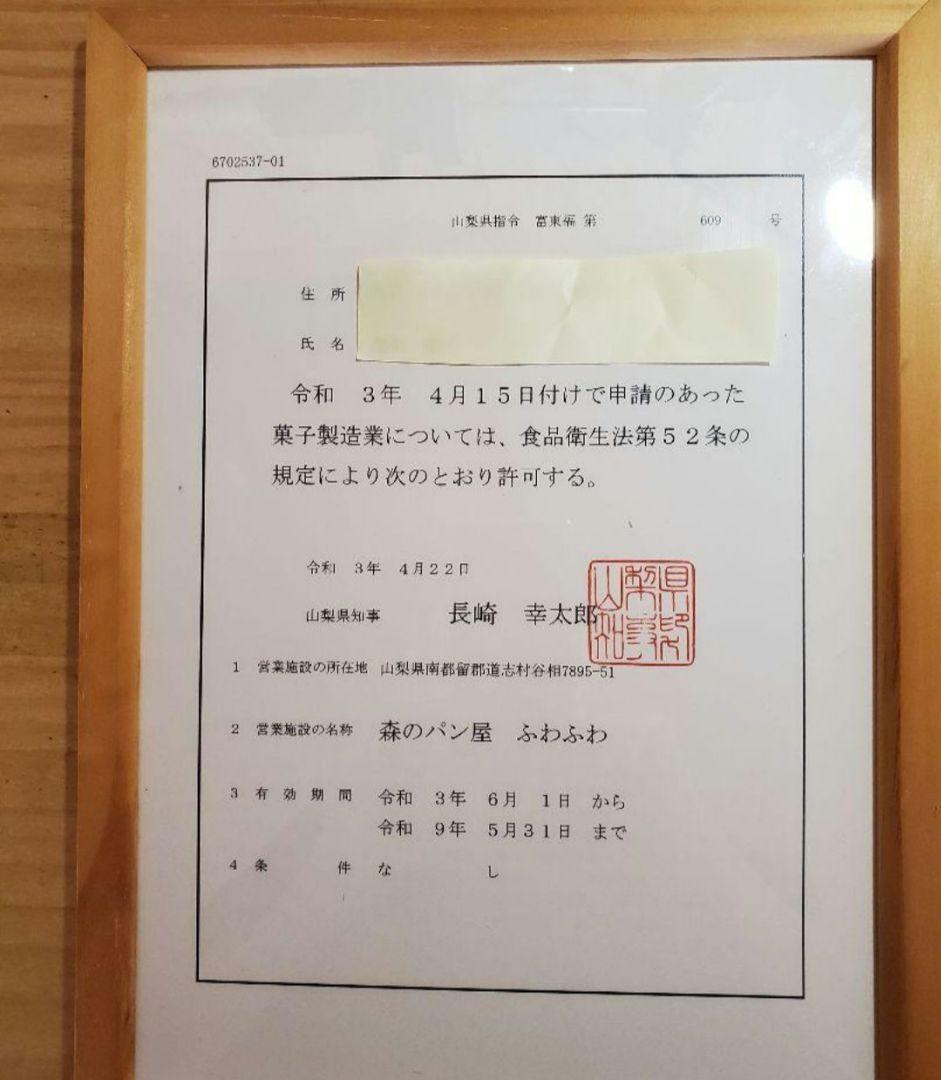 6702537-01
山梨県指令　富東福 第　609　号
住　所
氏　名
令和　３年　４月１５日付けで申請のあった
菓子製造業については、食品衛生法第５２条の
規定により次のとおり許可する。
令和　３年　４月２２日
山梨県知事　長崎　幸太郎
山梨県知事印
1　営業施設の所在地　山梨県南都留郡道志村谷相7895-51
2　営業施設の名称　森のパン屋　ふわふわ
3　有　効　期　間　令和　３年　６月　１日　から
令和　９年　５月３１日　まで
4　条　件　な　し